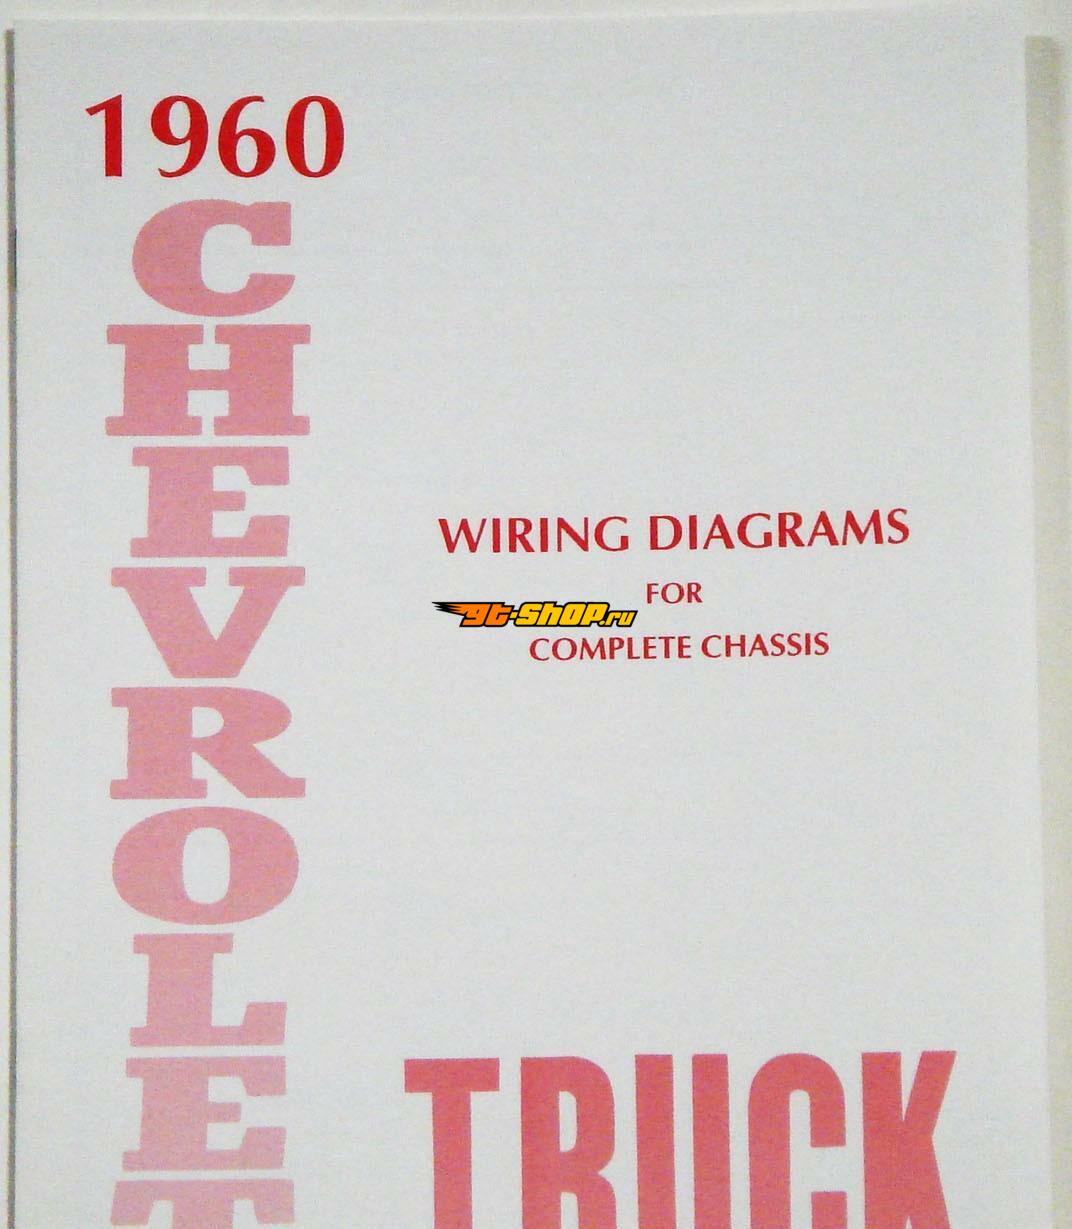 1960
CHEVROLET
WIRING DIAGRAMS
FOR
gt-shop.ru
COMPLETE CHASSIS
TRUCK